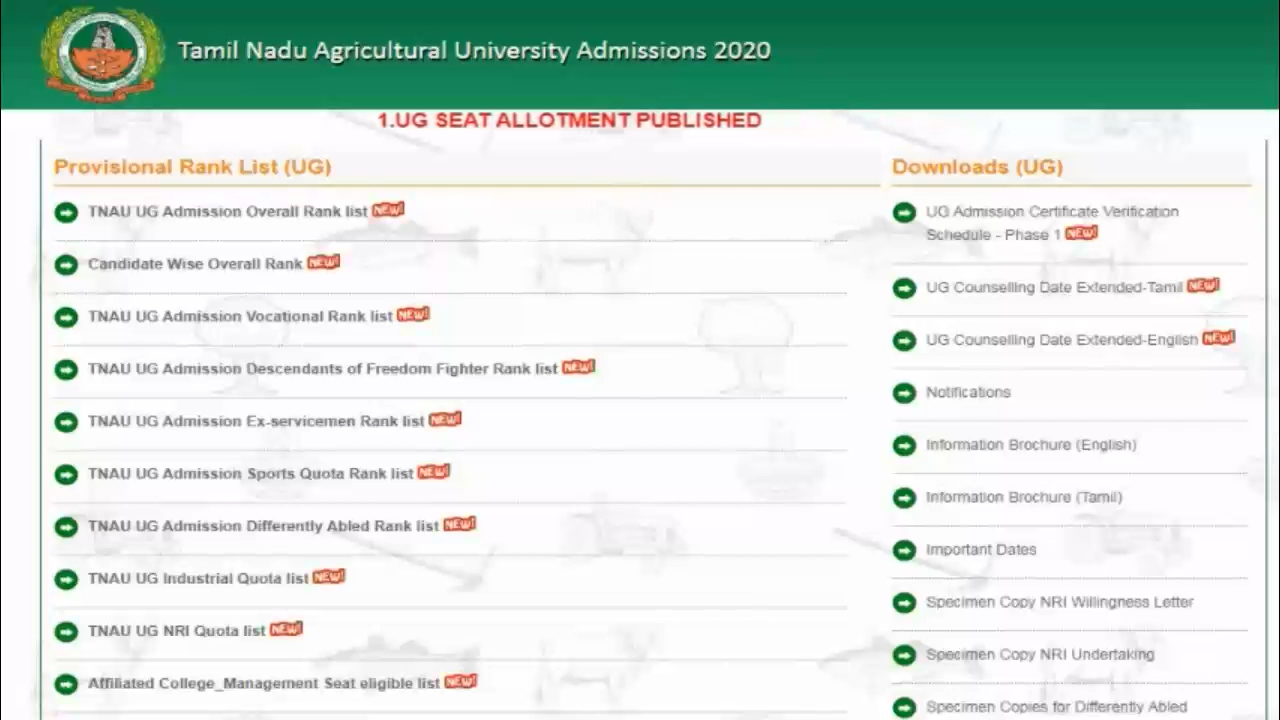 Tamil Nadu Agricultural University Admissions 2020
1.UG SEAT ALLOTMENT PUBLISHED
Provisional Rank List (UG)
TNAU UG Admission Overall Rank list NEW!
Candidate Wise Overall Rank NEW!
TNAU UG Admission Vocational Rank list NEW!
TNAU UG Admission Descendants of Freedom Fighter Rank list NEW!
TNAU UG Admission Ex-servicemen Rank list NEW!
TNAU UG Admission Sports Quota Rank list NEW!
TNAU UG Admission Differently Abled Rank list NEW!
TNAU UG Industrial Quota list NEW!
TNAU UG NRI Quota list NEW!
Affiliated College_Management Seat eligible list NEW!
Downloads (UG)
UG Admission Certificate Verification
Schedule - Phase 1 NEW!
UG Counselling Date Extended-Tamil NEW!
UG Counselling Date Extended-English NEW!
Notifications
Information Brochure (English)
Information Brochure (Tamil)
Important Dates
Specimen Copy NRI Willingness Letter
Specimen Copy NRI Undertaking
Specimen Copies for Differently Abled